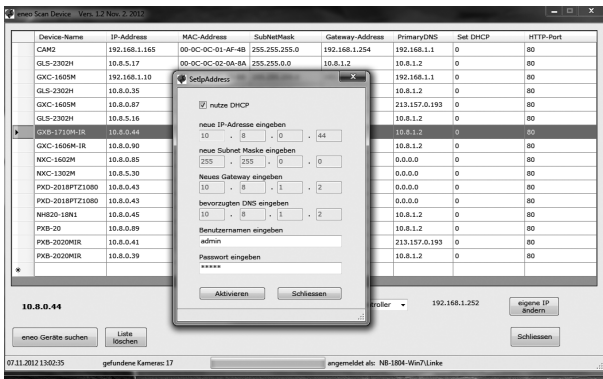 eneo Scan Device Vers. 1.2 Nov. 2. 2012
Device-Name IP-Address MAC-Address SubNetMask Gateway-Address PrimaryDNS Set DHCP HTTP-Port
CAM2 192.168.1.165 00-0C-0C-01-AF-4B 255.255.255.0 192.168.1.254 192.168.1.1 0 80
GLS-2302H 10.8.5.17 00-0C-0C-02-0A-8A 255.255.0.0 10.8.1.2 10.8.1.2 0 80
GXC-1605M 192.168.1.10 192.168.1.1 0 80
GLS-2302H 10.8.0.35 10.8.1.2 0 80
GXC-1605M 10.8.0.87 213.157.0.193 0 80
GLS-2302H 10.8.5.16 10.8.1.2 0 80
GXB-1710M-IR 10.8.0.44 10.8.1.2 0 80
GXC-1606M-IR 10.8.0.90 10.8.1.2 0 80
NXC-1602M 10.8.0.85 0.0.0.0 0 80
NXC-1302M 10.8.5.30 0.0.0.0 0 80
PXD-2018PTZ1080 10.8.0.43 0.0.0.0 0 80
PXD-2018PTZ1080 10.8.0.43 0.0.0.0 0 80
NH820-18N1 10.8.0.45 10.8.1.2 0 80
PXB-20 10.8.0.89 10.8.1.2 0 80
PXB-2020MIR 10.8.0.41 213.157.0.193 0 80
PXB-2020MIR 10.8.0.39 10.8.1.2 0 80
SetIpAddress
nutze DHCP
neue IP-Adresse eingeben
10 . 8 . 0 . 44
neue Subnet Maske eingeben
255 . 255 . 0 . 0
Neues Gateway eingeben
10 . 8 . 1 . 2
bevorzugten DNS eingeben
10 . 8 . 1 . 2
Benutzernamen eingeben
admin
Passwort eingeben
*****
Aktivieren Schliessen
10.8.0.44 troller 192.168.1.252 eigene IP
ändern
eneo Geräte suchen Liste
löschen Schliessen
07.11.2012 13:02:35 gefundene Kameras: 17 angemeldet als: NB-1804-Win7\Linke